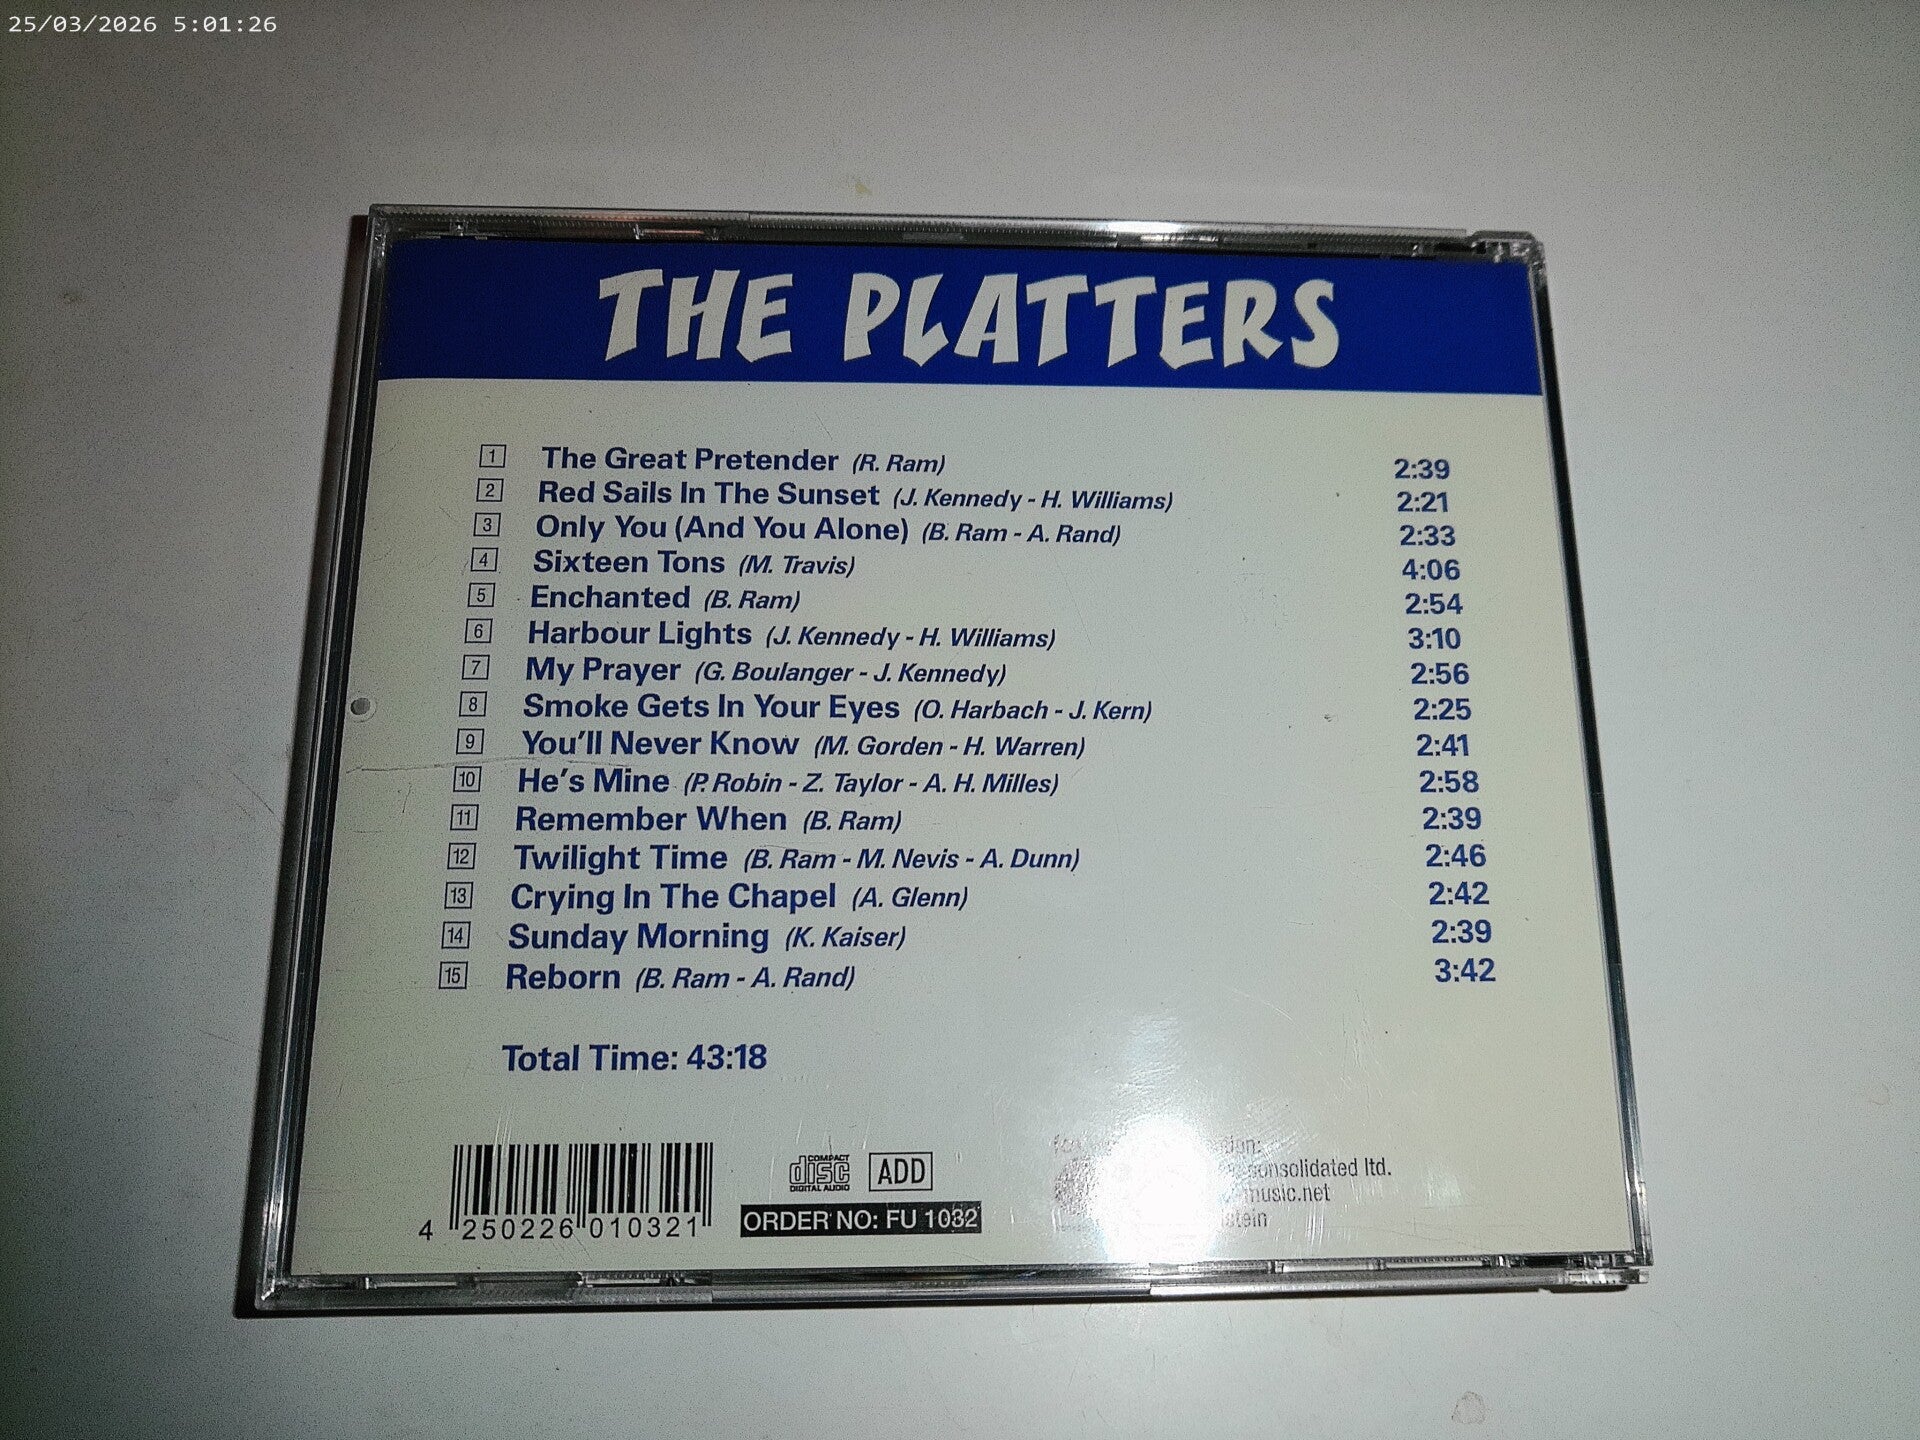 25/03/2026 5:01:26
THE PLATTERS
1 The Great Pretender (R. Ram) 2:39
2 Red Sails In The Sunset (J. Kennedy - H. Williams) 2:21
3 Only You (And You Alone) (B. Ram - A. Rand) 2:33
4 Sixteen Tons (M. Travis) 4:06
5 Enchanted (B. Ram) 2:54
6 Harbour Lights (J. Kennedy - H. Williams) 3:10
7 My Prayer (G. Boulanger - J. Kennedy) 2:56
8 Smoke Gets In Your Eyes (O. Harbach - J. Kern) 2:25
9 You'll Never Know (M. Gorden - H. Warren) 2:41
10 He's Mine (P. Robin - Z. Taylor - A. H. Milles) 2:58
11 Remember When (B. Ram) 2:39
12 Twilight Time (B. Ram - M. Nevis - A. Dunn) 2:46
13 Crying In The Chapel (A. Glenn) 2:42
14 Sunday Morning (K. Kaiser) 2:39
15 Reborn (B. Ram - A. Rand) 3:42
Total Time: 43:18
COMPACT
disc
DIGITAL AUDIO
ADD
ORDER NO: FU 1032
4 250226 010321
consolidated ltd.